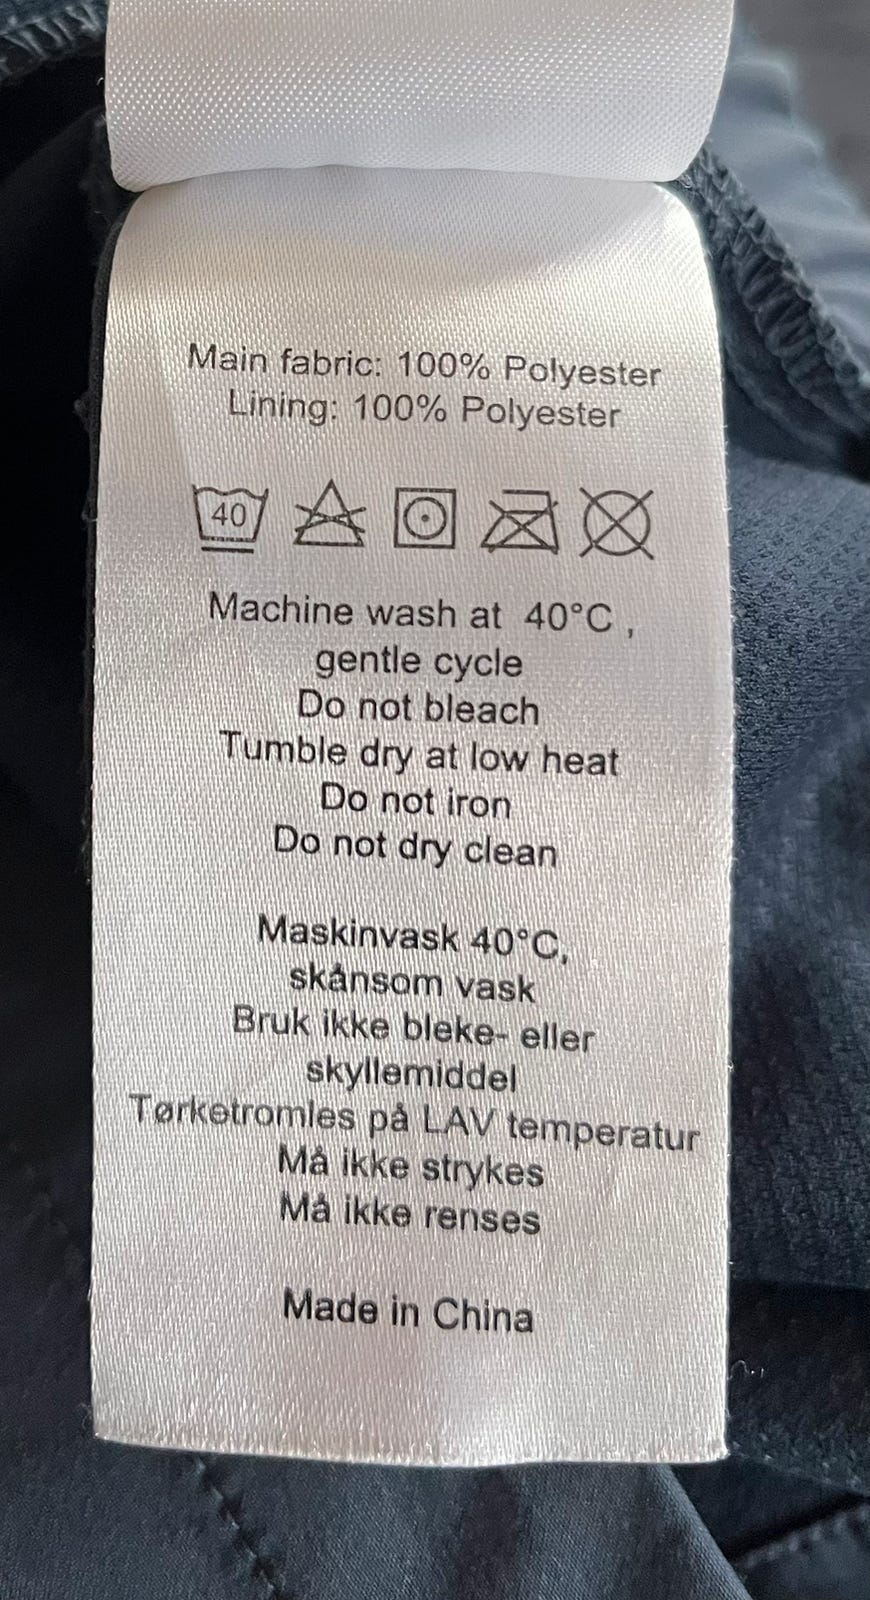 Main fabric: 100% Polyester
Lining: 100% Polyester
40
Machine wash at 40°C ,
gentle cycle
Do not bleach
Tumble dry at low heat
Do not iron
Do not dry clean
Maskinvask 40°C,
skånsom vask
Bruk ikke bleke- eller
skyllemiddel
Tørketromles på LAV temperatur
Må ikke strykes
Må ikke renses
Made in China